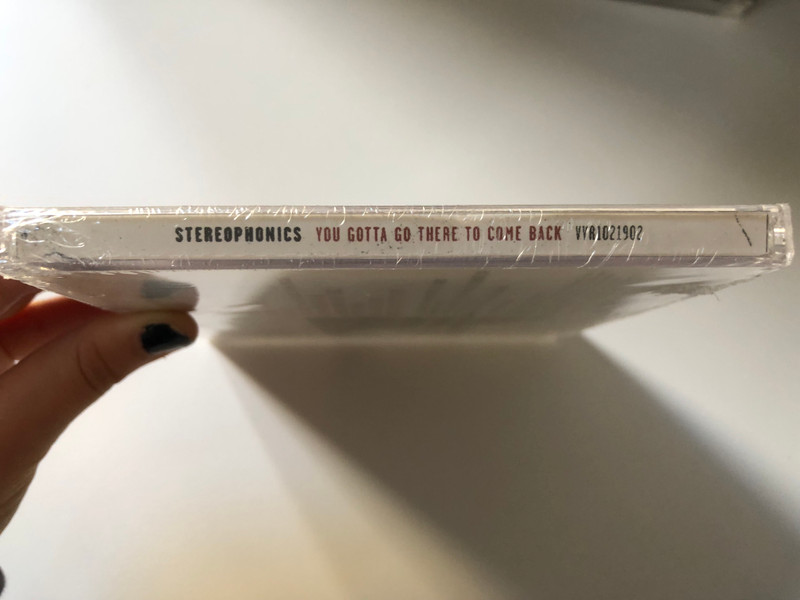 STEREOPHONICS YOU GOTTA GO THERE TO COME BACK VVR1021902